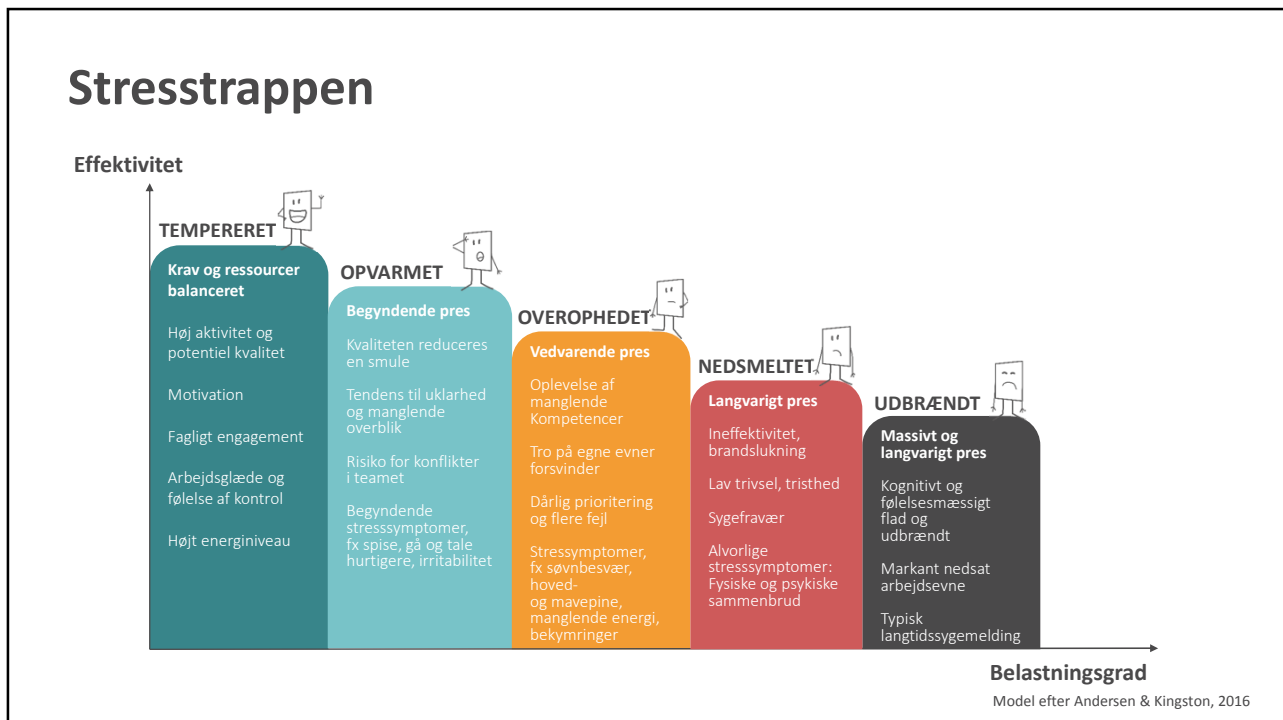 Stresstrappen
Effektivitet
TEMPERERET
Krav og ressourcer
balanceret
Høj aktivitet og
potentiel kvalitet
Motivation
Fagligt engagement
Arbejdsglæde og
følelse af kontrol
Højt energiniveau
OPVARMET
Begyndende pres
Kvaliteten reduceres
en smule
Tendens til uklarhed
og manglende
overblik
Risiko for konflikter
i teamet
Begyndende
stresssymptomer,
fx spise, gå og tale
hurtigere, irritabilitet
OVEROPHEDET
Vedvarende pres
Oplevelse af
manglende
Kompetencer
Tro på egne evner
forsvinder
Dårlig prioritering
og flere fejl
Stressymptomer,
fx søvnbesvær,
hoved-
og mavepine,
manglende energi,
bekymringer
NEDSMELTET
Langvarigt pres
Ineffektivitet,
brandslukning
Lav trivsel, tristhed
Sygefravær
Alvorlige
stresssymptomer:
Fysiske og psykiske
sammenbrud
UDBRÆNDT
Massivt og
langvarigt pres
Kognitivt og
følelsesmæssigt
flad og
udbrændt
Markant nedsat
arbejdsevne
Typisk
langtidssygemelding
Belastningsgrad
Model efter Andersen & Kingston, 2016